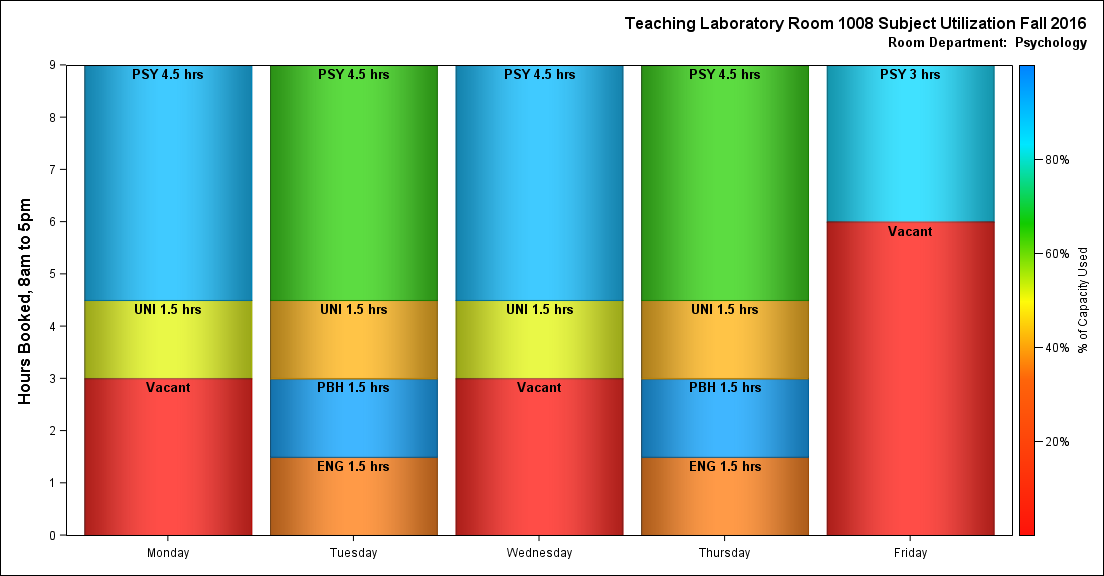 Teaching Laboratory Room 1008 Subject Utilization Fall 2016
Room Department:  Psychology
Hours Booked, 8am to 5pm
9
8
7
6
5
4
3
2
1
0
PSY 4.5 hrs
UNI 1.5 hrs
Vacant
PSY 4.5 hrs
UNI 1.5 hrs
PBH 1.5 hrs
ENG 1.5 hrs
PSY 4.5 hrs
UNI 1.5 hrs
Vacant
PSY 4.5 hrs
UNI 1.5 hrs
PBH 1.5 hrs
ENG 1.5 hrs
PSY 3 hrs
Vacant
Monday
Tuesday
Wednesday
Thursday
Friday
80%
60%
40%
20%
% of Capacity Used